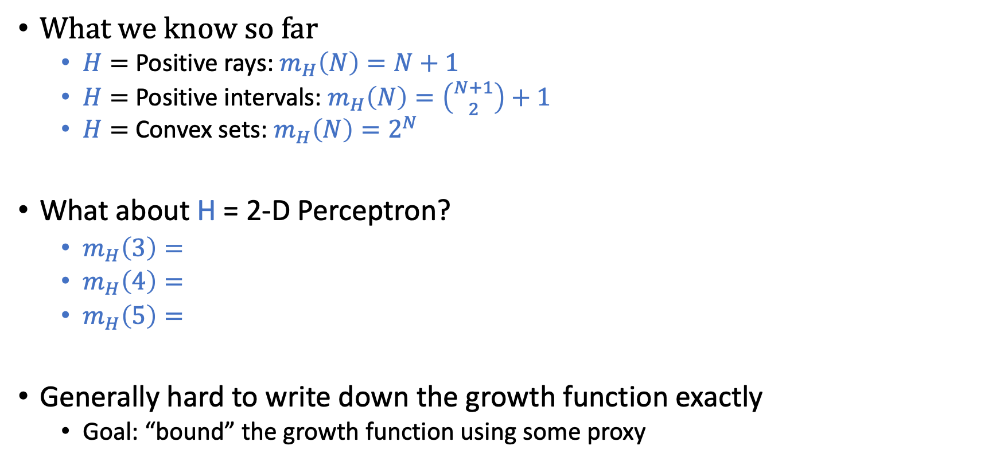 • What we know so far
• H = Positive rays: m_H(N) = N + 1
• H = Positive intervals: m_H(N) = \binom{N+1}{2} + 1
• H = Convex sets: m_H(N) = 2^N
• What about H = 2-D Perceptron?
• m_H(3) =
• m_H(4) =
• m_H(5) =
• Generally hard to write down the growth function exactly
• Goal: “bound” the growth function using some proxy